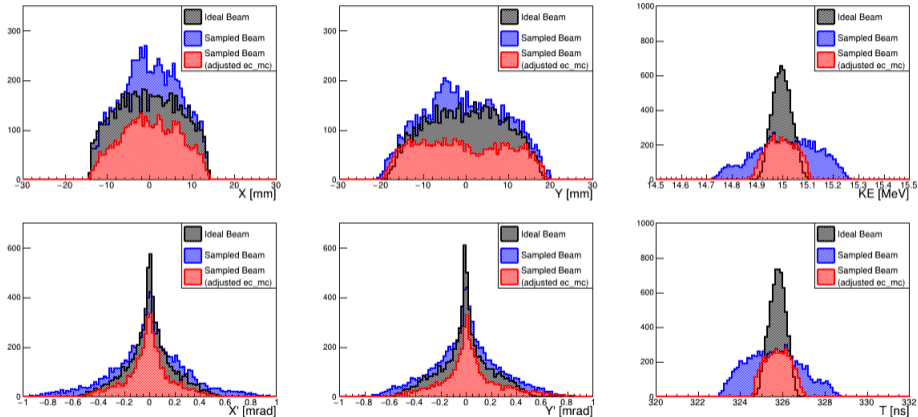 Ideal Beam
Sampled Beam
Sampled Beam
(adjusted ec_mc)
300
200
100
0
−30 −20 −10 0 10 20 30
X [mm]
Ideal Beam
Sampled Beam
Sampled Beam
(adjusted ec_mc)
300
200
100
0
−30 −20 −10 0 10 20 30
Y [mm]
Ideal Beam
Sampled Beam
Sampled Beam
(adjusted ec_mc)
1000
800
600
400
200
0
14.5 14.6 14.7 14.8 14.9 15 15.1 15.2 15.3 15.4 15.5
KE [MeV]
Ideal Beam
Sampled Beam
Sampled Beam
(adjusted ec_mc)
600
400
200
0
−1 −0.8 −0.6 −0.4 −0.2 0 0.2 0.4 0.6 0.8 1
X' [mrad]
Ideal Beam
Sampled Beam
Sampled Beam
(adjusted ec_mc)
600
400
200
0
−1 −0.8 −0.6 −0.4 −0.2 0 0.2 0.4 0.6 0.8 1
Y' [mrad]
Ideal Beam
Sampled Beam
Sampled Beam
(adjusted ec_mc)
1000
800
600
400
200
0
320 322 324 326 328 330 332
T [nsT]